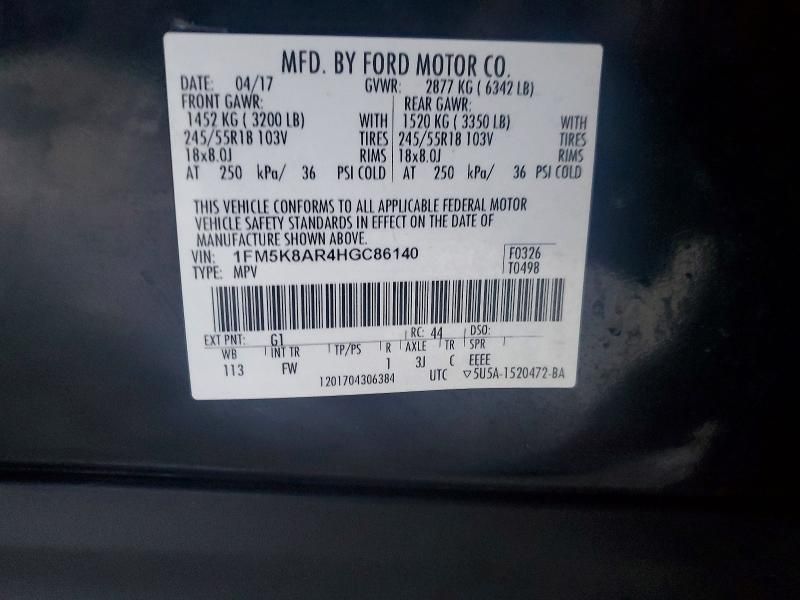 MFD. BY FORD MOTOR CO.
DATE: 04/17 GVWR: 2877 KG ( 6342 LB)
FRONT GAWR: REAR GAWR:
1452 KG ( 3200 LB) WITH 1520 KG ( 3350 LB) WITH
245/55R18 103V TIRES 245/55R18 103V TIRES
18x8.0J RIMS 18x8.0J RIMS
AT 250 kPa/ 36 PSI COLD AT 250 kPa/ 36 PSI COLD
THIS VEHICLE CONFORMS TO ALL APPLICABLE FEDERAL MOTOR
VEHICLE SAFETY STANDARDS IN EFFECT ON THE DATE OF
MANUFACTURE SHOWN ABOVE.
VIN: 1FM5K8AR4HGC86140 F0326
TYPE: MPV T0498
EXT PNT: G1 RC: 44 DSO:
WB INT TR TP/PS R AXLE TR SPR
113 FW 1 3J C EEEE
1201704306384 UTC ▽5U5A-1520472-BA